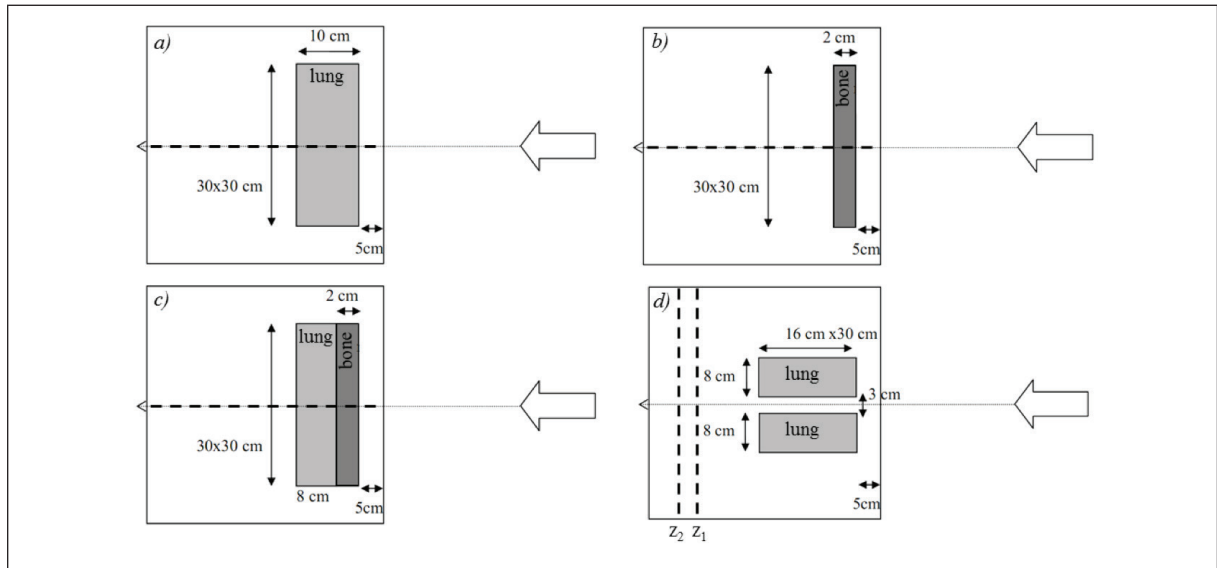 a)
10 cm
lung
30x30 cm
5cm
b)
2 cm
bone
30x30 cm
5cm
c)
2 cm
lung
bone
30x30 cm
8 cm
5cm
d)
16 cm x30 cm
8 cm
lung
3 cm
8 cm
lung
5cm
z2 z1